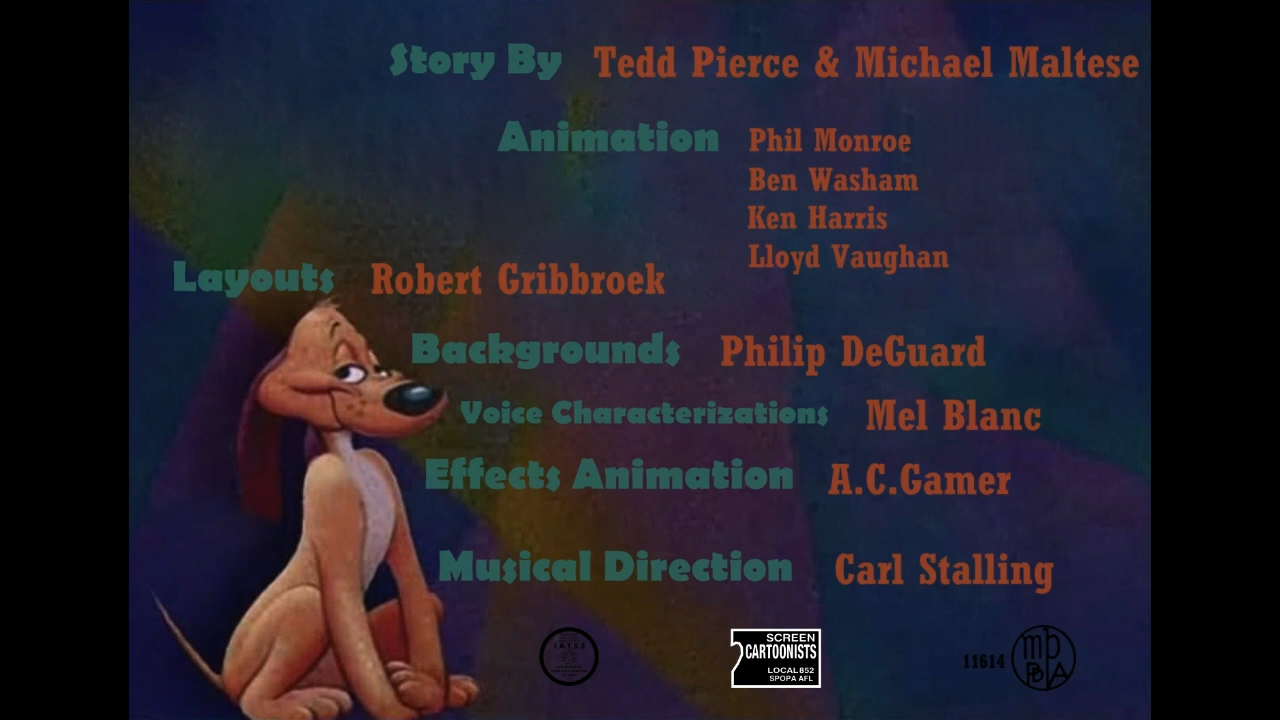 Story By Tedd Pierce & Michael Maltese
Animation Phil Monroe
Ben Washam
Ken Harris
Lloyd Vaughan
Layouts Robert Gribbroek
Backgrounds Philip DeGuard
Voice Characterizations Mel Blanc
Effects Animation A.C.Gamer
Musical Direction Carl Stalling
I.A.T.S.E
SCREEN
CARTOONISTS
LOCAL 852
SPOPA AFL
11614